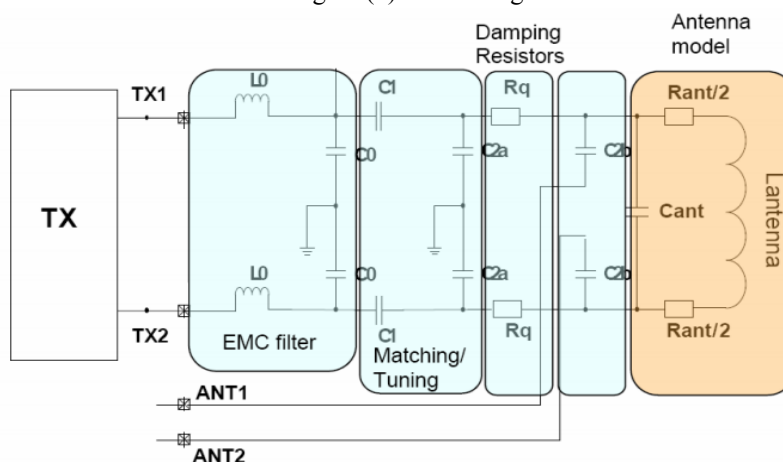 Damping
Resistors
Antenna
model
TX1
L0
C1
Rq
Rant/2
C0
C2a
C2b
TX
Cant
Lantenna
L0
C0
C2a
C2b
TX2
EMC filter
C1
Matching/
Tuning
Rq
Rant/2
ANT1
ANT2